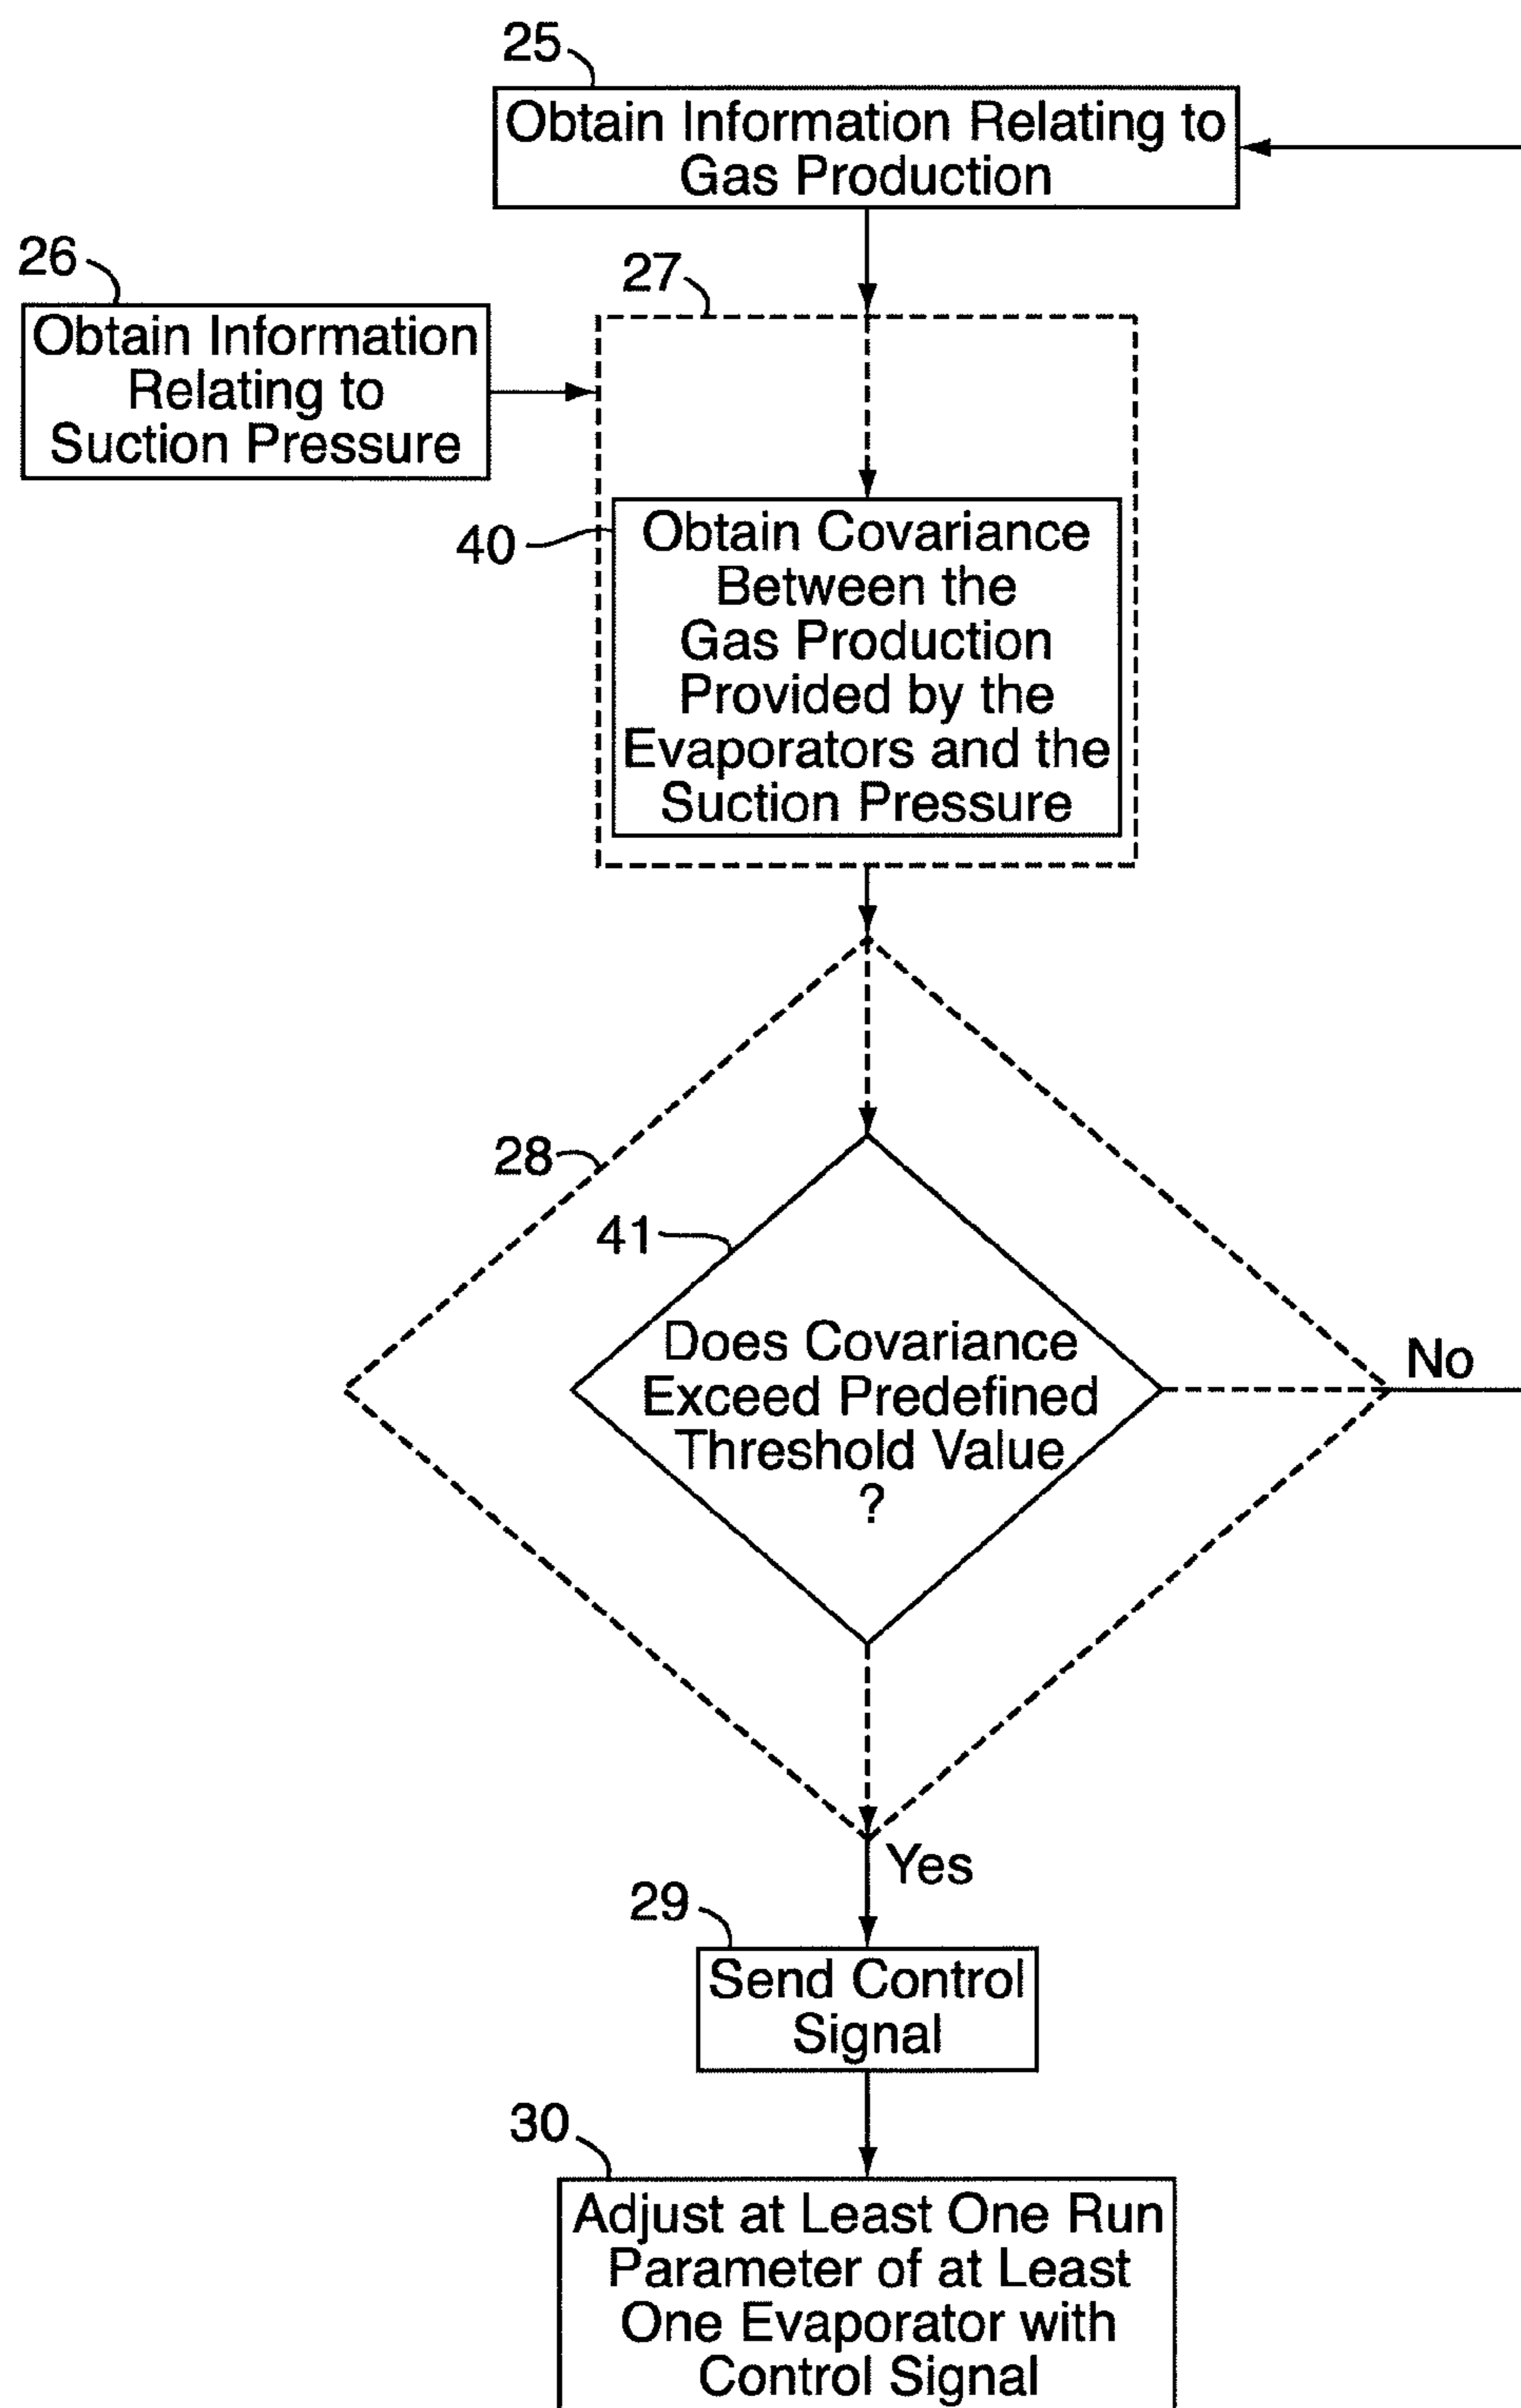 25
Obtain Information Relating to
Gas Production
26
27
Obtain Information
Relating to
Suction Pressure
40
Obtain Covariance
Between the
Gas Production
Provided by the
Evaporators and the
Suction Pressure
28
41
Does Covariance
Exceed Predefined
Threshold Value
?
No
Yes
29
Send Control
Signal
30
Adjust at Least One Run
Parameter of at Least
One Evaporator with
Control Signal